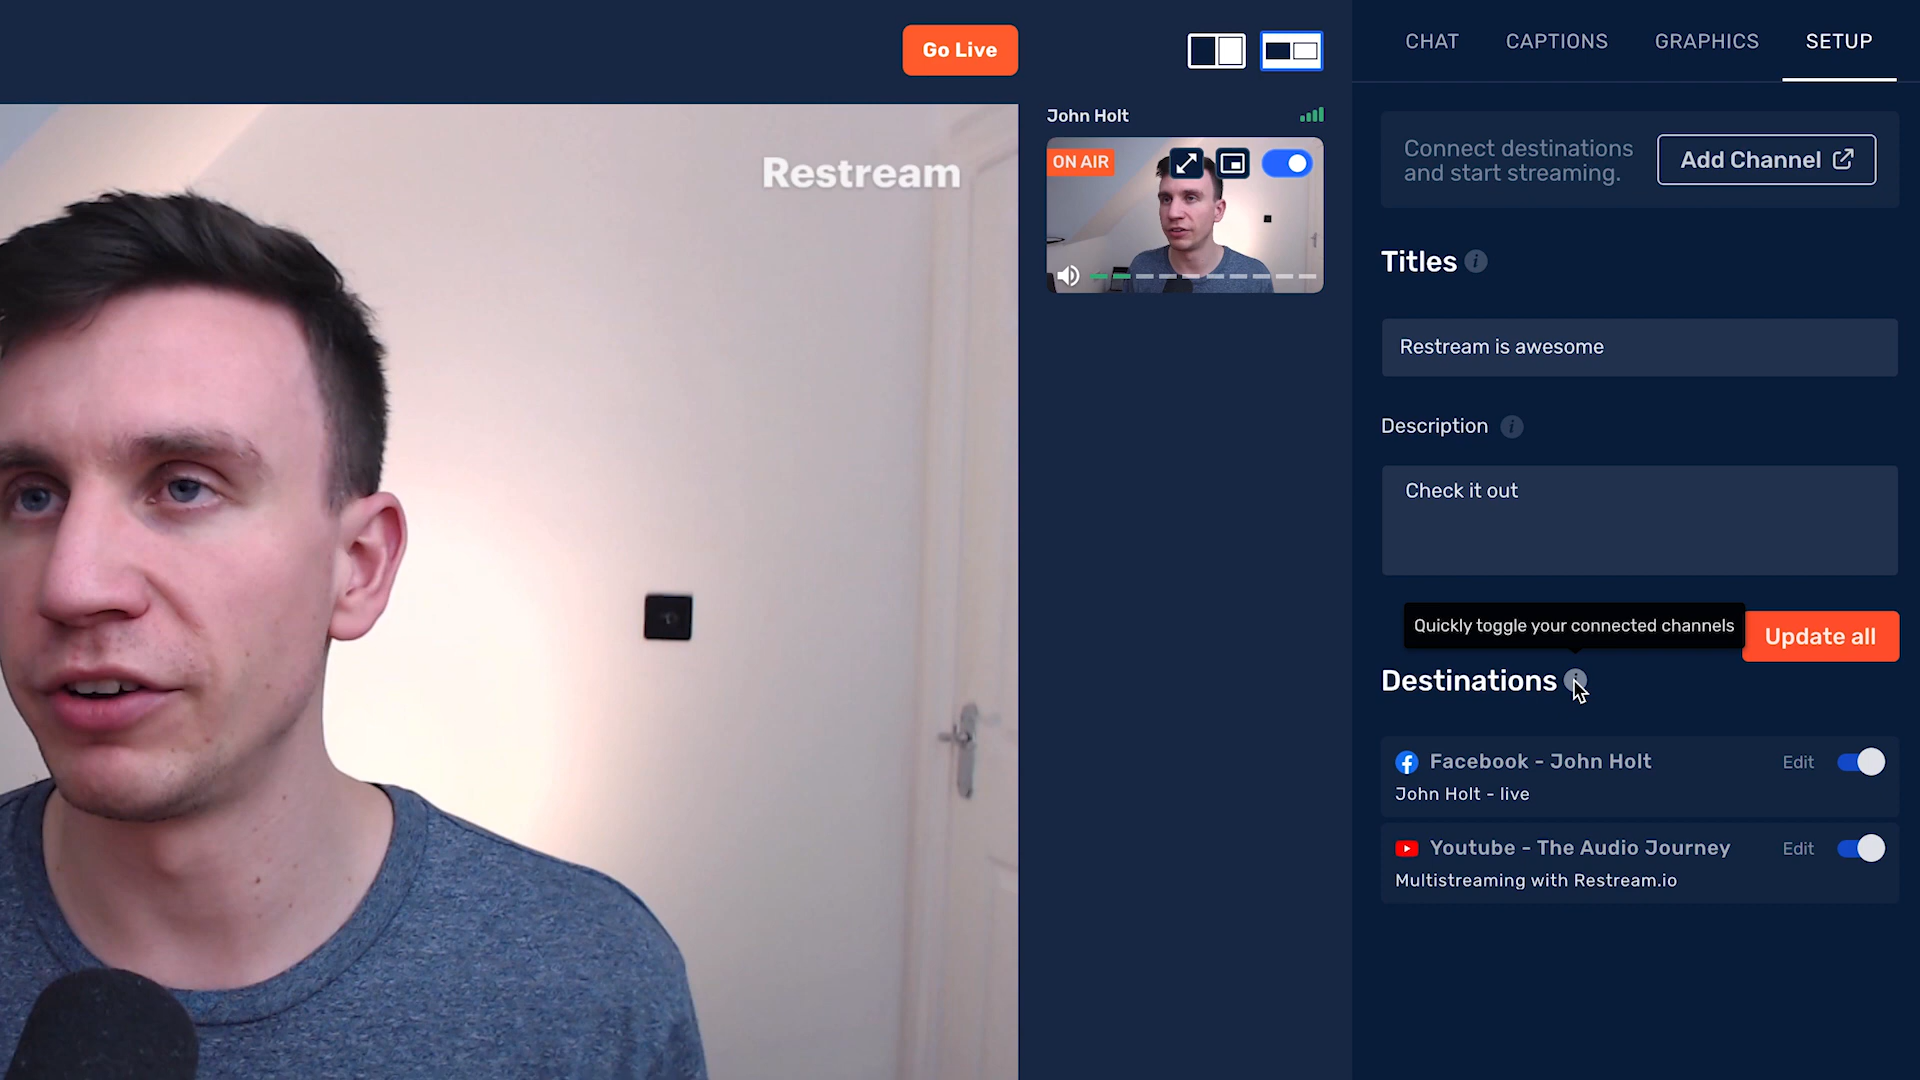 Go Live
CHAT
CAPTIONS
GRAPHICS
SETUP
John Holt
ON AIR
Restream
Connect destinations
and start streaming.
Add Channel
Titles
Restream is awesome
Description
Check it out
Quickly toggle your connected channels
Update all
Destinations
Facebook - John Holt
Edit
John Holt - live
Youtube - The Audio Journey
Edit
Multistreaming with Restream.io